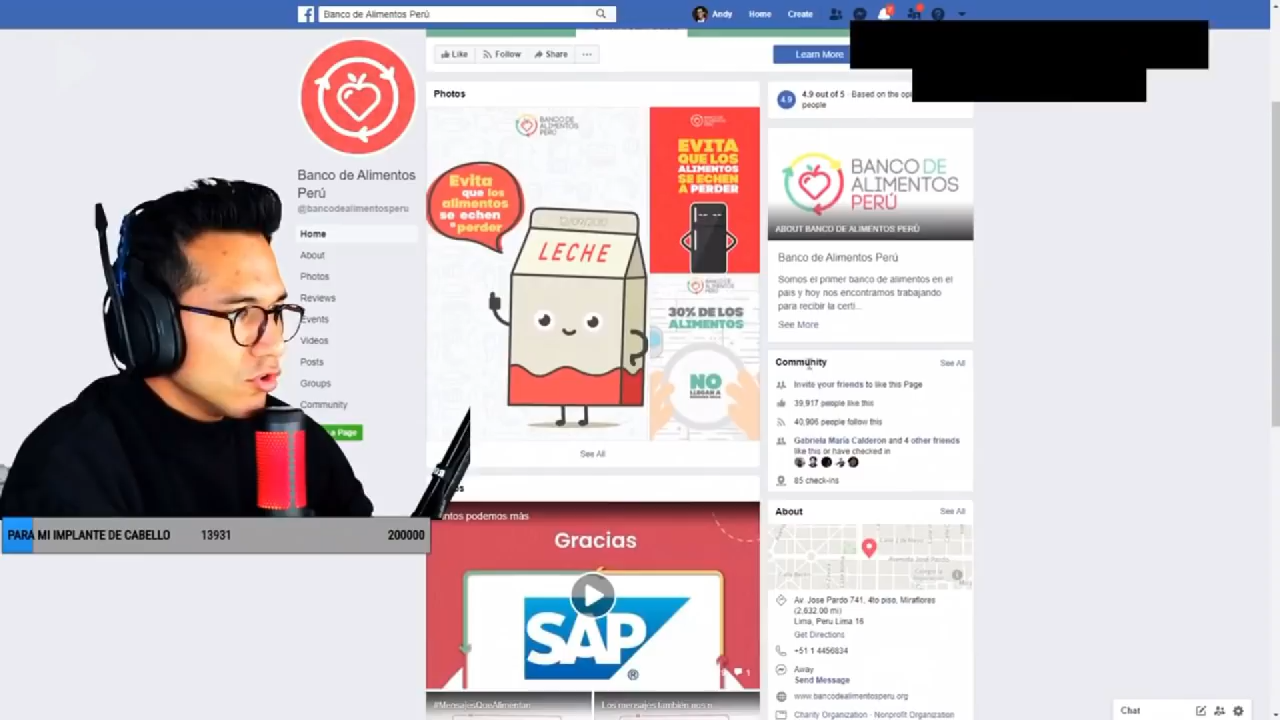 Banco de Alimentos Perú
Andy
Home
Create
Like
Follow
Share
Learn More
Banco de Alimentos
Perú
@bancodealimentosperu
Home
About
Photos
Reviews
Events
Videos
Posts
Groups
Community
a Page
PARA MI IMPLANTE DE CABELLO
13931
200000
Photos
BANCO DE
ALIMENTOS
PERÚ
Evita
que los
alimentos
se echen
a perder
LECHE
EVITA
QUE LOS
ALIMENTOS
SE ECHEN
A PERDER
30% DE LOS
ALIMENTOS
NO
See All
Gracias
SAP
®
1
#MensajesQueAlimentan
4.9
4.9 out of 5 · Based on the
people
BANCO DE
ALIMENTOS
PERÚ
ABOUT BANCO DE ALIMENTOS PERÚ
Banco de Alimentos Perú
Somos el primer banco de alimentos en el
país y hoy nos encontramos trabajando
para recibir la certi...
See More
Community
See All
Invite your friends to like this Page
39,917 people like this
40,906 people follow this
Gabriela María Calderon and 4 other friends
like this or have checked in
85 check-ins
About
See All
Av. Jose Pardo 741, 4to piso, Miraflores
(2,632.00 mi)
Lima, Peru Lima 18
Get Directions
+51 1 4456834
Away
Send Message
www.bancodealimentosperu.org
Charity Organization · Nonprofit Organization
Chat